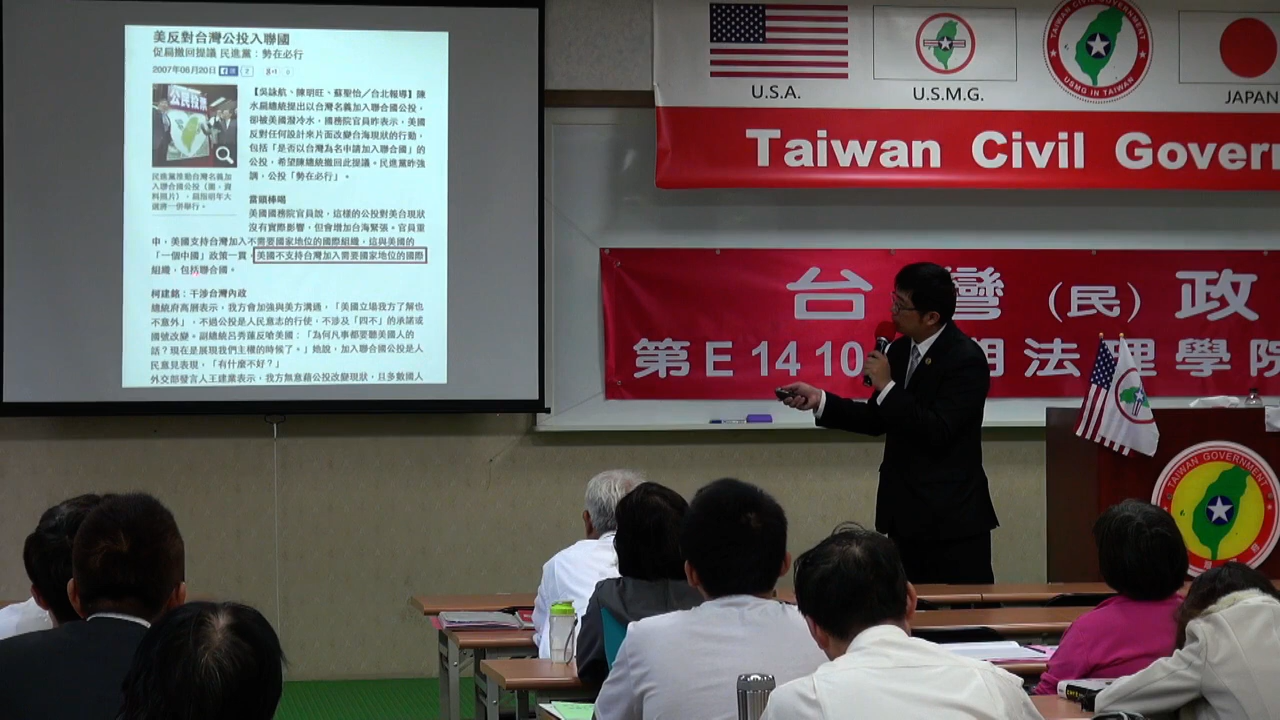 美反對台灣公投入聯國
促扁撤回提議 民進黨：勢在必行
2007年06月20日
公民投票
民進黨推動台灣名義加
入聯合國公投（圖，資
料照片），扁指明年大
選將一併舉行。
【吳詠航、陳明旺、蘇聖怡／台北報導】陳
水扁總統提出以台灣名義加入聯合國公投，
卻被美國潑冷水，國務院官員昨表示，美國
反對任何設計來片面改變台海現狀的行動，
包括「是否以台灣為名申請加入聯合國」的
公投，希望陳總統撤回此提議。民進黨昨強
調，公投「勢在必行」。
當頭棒喝
美國國務院官員說，這樣的公投對美台現狀
沒有實際影響，但會增加台海緊張。官員重
申，美國支持台灣加入不需要國家地位的國際組織，這與美國的
「一個中國」政策一貫，美國不支持台灣加入需要國家地位的國際
組織，包括聯合國。
柯建銘：干涉台灣內政
總統府高層表示，我方會加強與美方溝通，「美國立場我方了解也
不意外」，不過公投是人民意志的行使，不涉及「四不」的承諾或
國號改變。副總統呂秀蓮反嗆美國：「為何凡事都要聽美國人的
話？現在是展現我們主權的時候了。」她說，加入聯合國公投是人
民意見表現，「有什麼不好？」
外交部發言人王建業表示，我方無意藉公投改變現狀，且多數國人
U.S.A.
U.S.M.G.
TAIWAN CIVIL GOVERNMENT
USMG IN TAIWAN
JAPAN
Taiwan Civil Govern
台灣（民）政
第E1410 期法理學院
TAIWAN GOVERNMENT